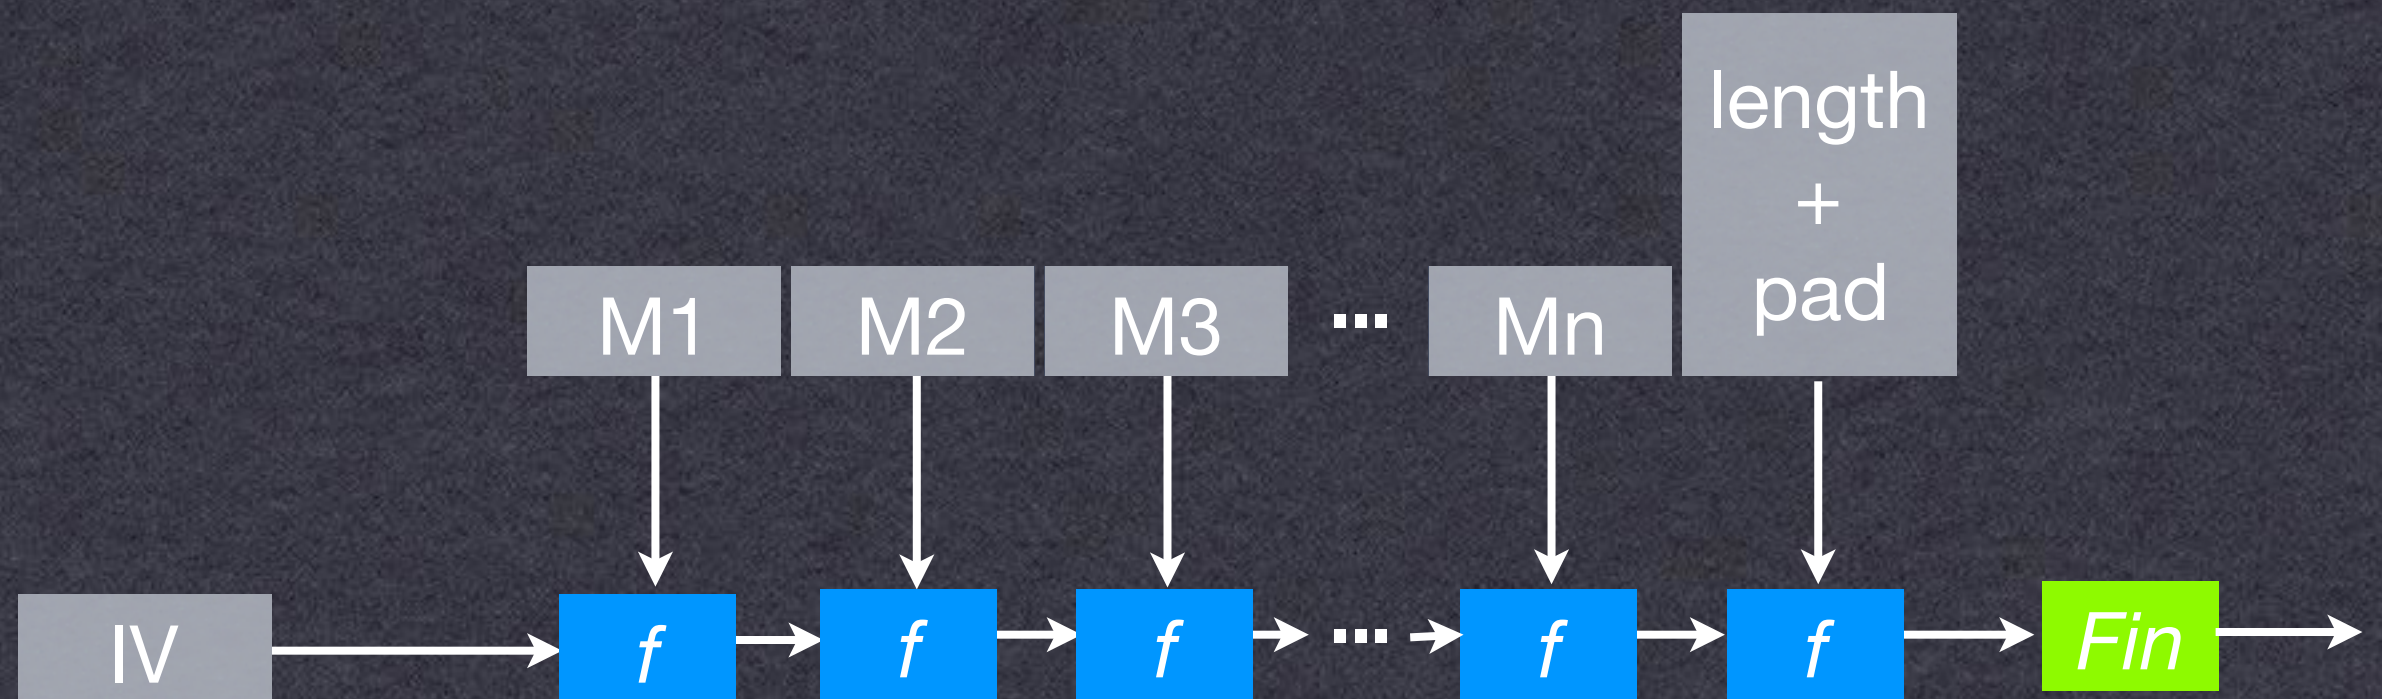 length
+
pad
M1 M2 M3 ... Mn
IV f f f ... f f Fin